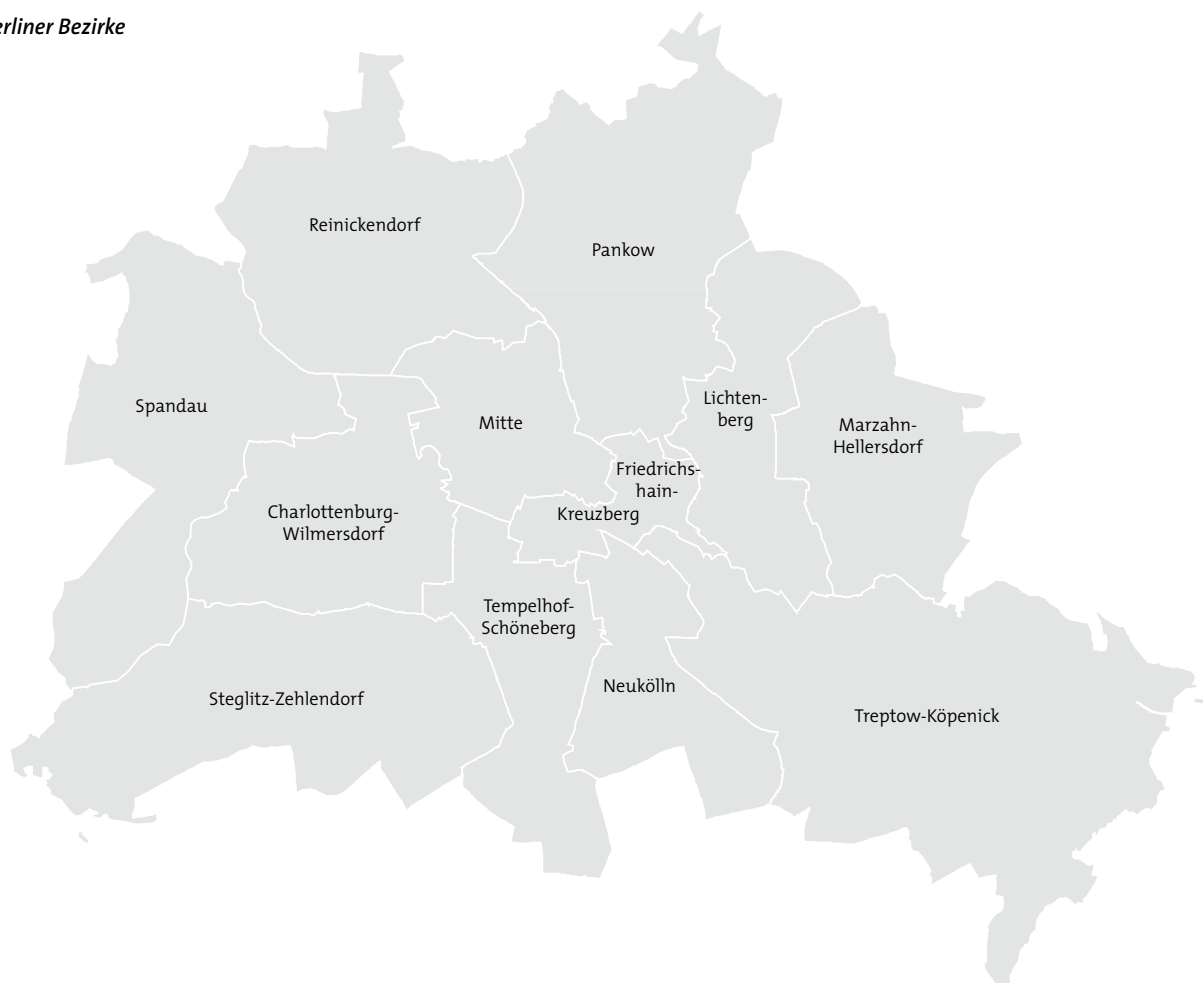 erliner Bezirke
Reinickendorf
Pankow
Spandau
Mitte
Lichten-
berg
Marzahn-
Hellersdorf
Friedrichs-
hain-
Kreuzberg
Charlottenburg-
Wilmersdorf
Tempelhof-
Schöneberg
Neukölln
Steglitz-Zehlendorf
Treptow-Köpenick